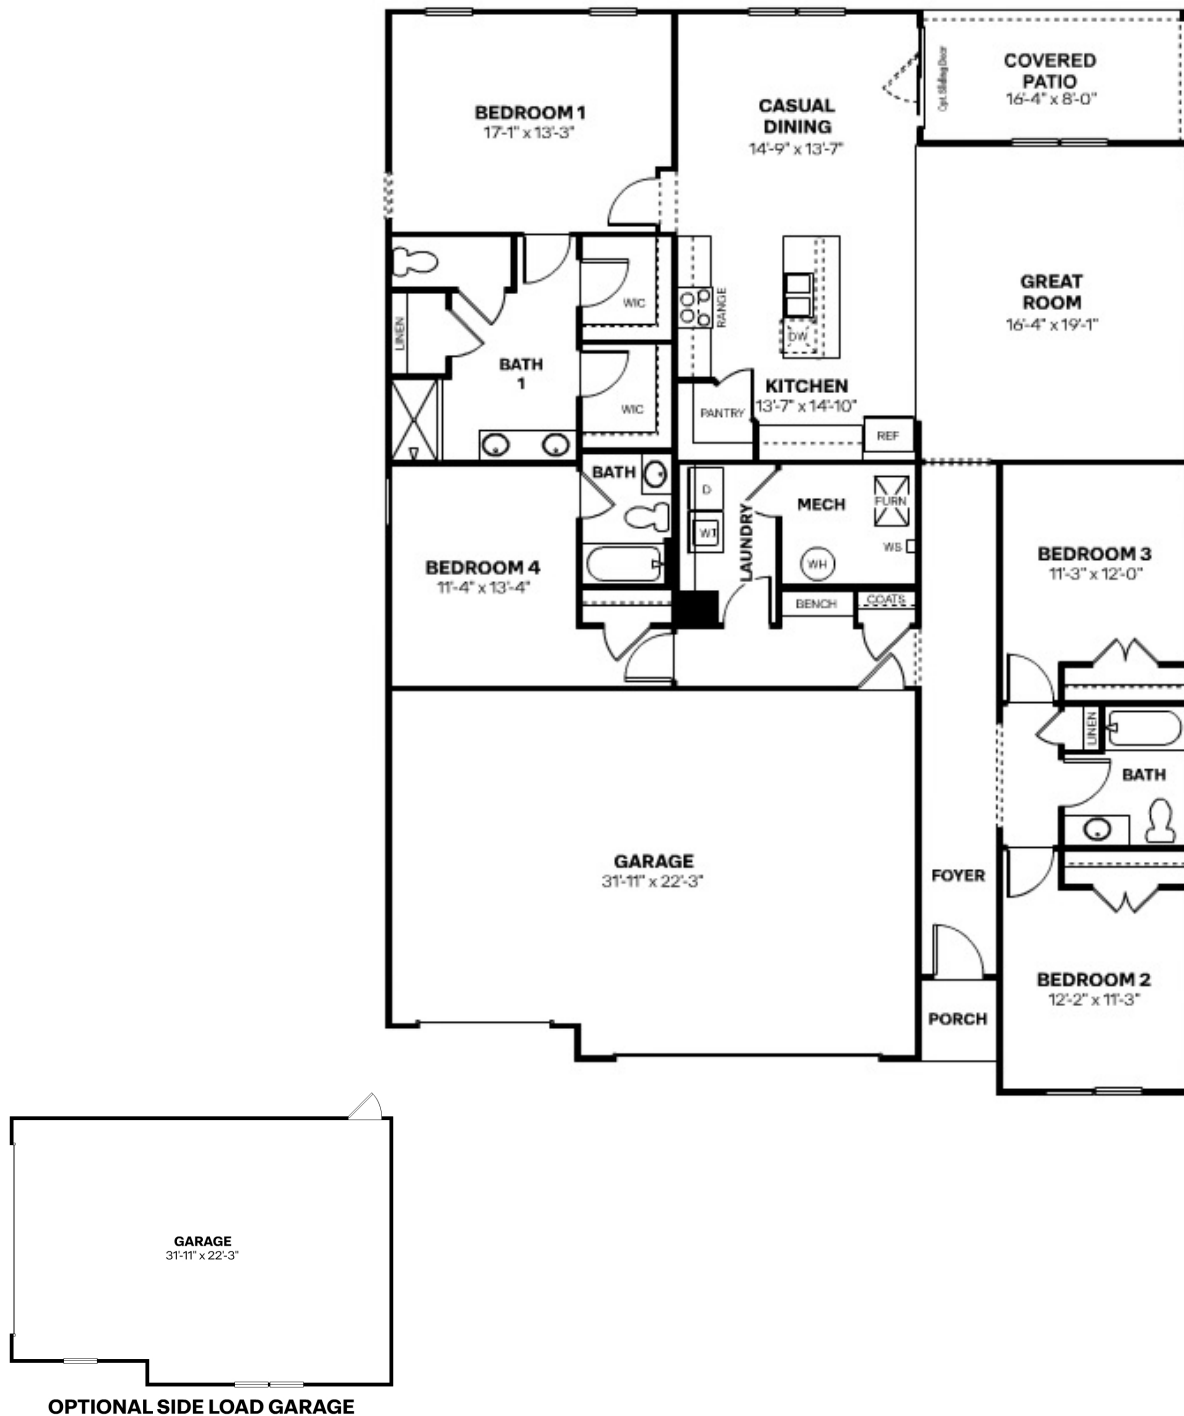 BEDROOM 1
17'-1" x 13'-3"
CASUAL
DINING
14'-9" x 13'-7"
Opt. Sliding Door
COVERED
PATIO
16'-4" x 8'-0"
GREAT
ROOM
16'-4" x 19'-1"
WIC
RANGE
DW
LINEN
BATH
1
WIC
KITCHEN
13'-7" x 14'-10"
PANTRY
REF
BATH
D
WT
LAUNDRY
MECH
FURN
WS
WH
BEDROOM 4
11'-4" x 13'-4"
BENCH
COATS
BEDROOM 3
11'-3" x 12'-0"
LINEN
BATH
GARAGE
31'-11" x 22'-3"
FOYER
BEDROOM 2
12'-2" x 11'-3"
PORCH
GARAGE
31'-11" x 22'-3"
OPTIONAL SIDE LOAD GARAGE